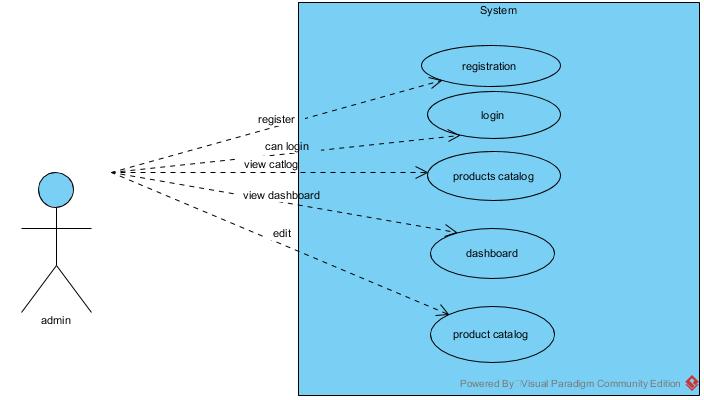 System
registration
register
login
can login
view catlog
products catalog
view dashboard
edit
dashboard
admin
product catalog
Powered By Visual Paradigm Community Edition